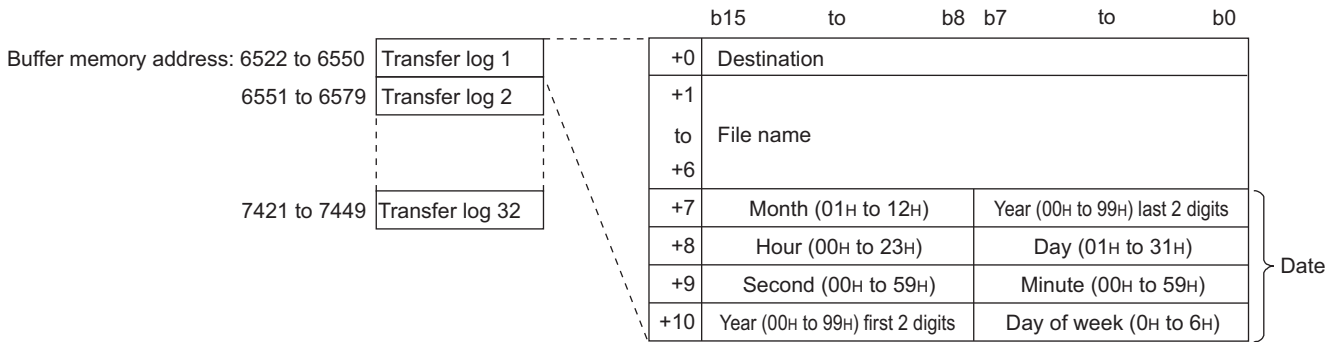 b15 to b8 b7 to b0
Buffer memory address: 6522 to 6550 Transfer log 1
6551 to 6579 Transfer log 2
7421 to 7449 Transfer log 32
+0 Destination
+1
to File name
+6
+7 Month (01H to 12H) Year (00H to 99H) last 2 digits
+8 Hour (00H to 23H) Day (01H to 31H)
+9 Second (00H to 59H) Minute (00H to 59H)
+10 Year (00H to 99H) first 2 digits Day of week (0H to 6H)
Date